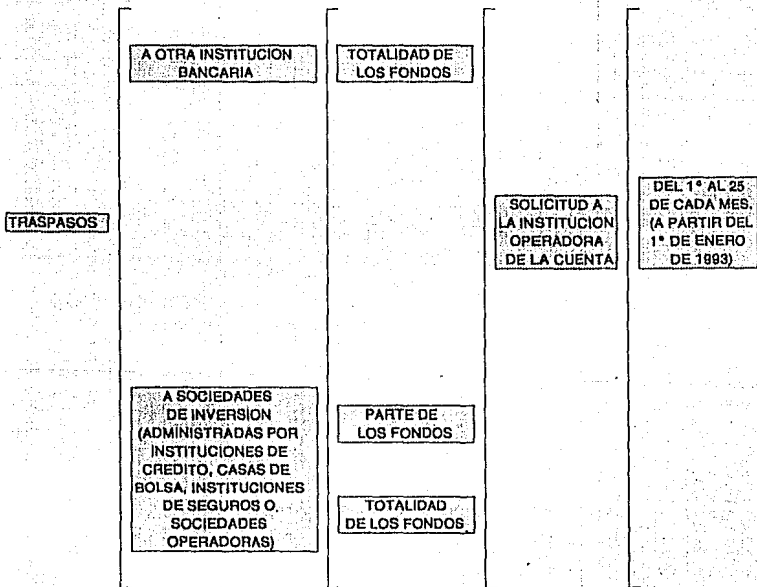 A OTRA INSTITUCION
BANCARIA
TOTALIDAD DE
LOS FONDOS
TRASPASOS
SOLICITUD A
LA INSTITUCION
OPERADORA
DE LA CUENTA
DEL 1° AL 25
DE CADA MES.
(A PARTIR DEL
1° DE ENERO
DE 1993)
A SOCIEDADES
DE INVERSION
(ADMINISTRADAS POR
INSTITUCIONES DE
CREDITO, CASAS DE
BOLSA, INSTITUCIONES
DE SEGUROS O,
SOCIEDADES
OPERADORAS)
PARTE DE
LOS FONDOS
TOTALIDAD
DE LOS FONDOS